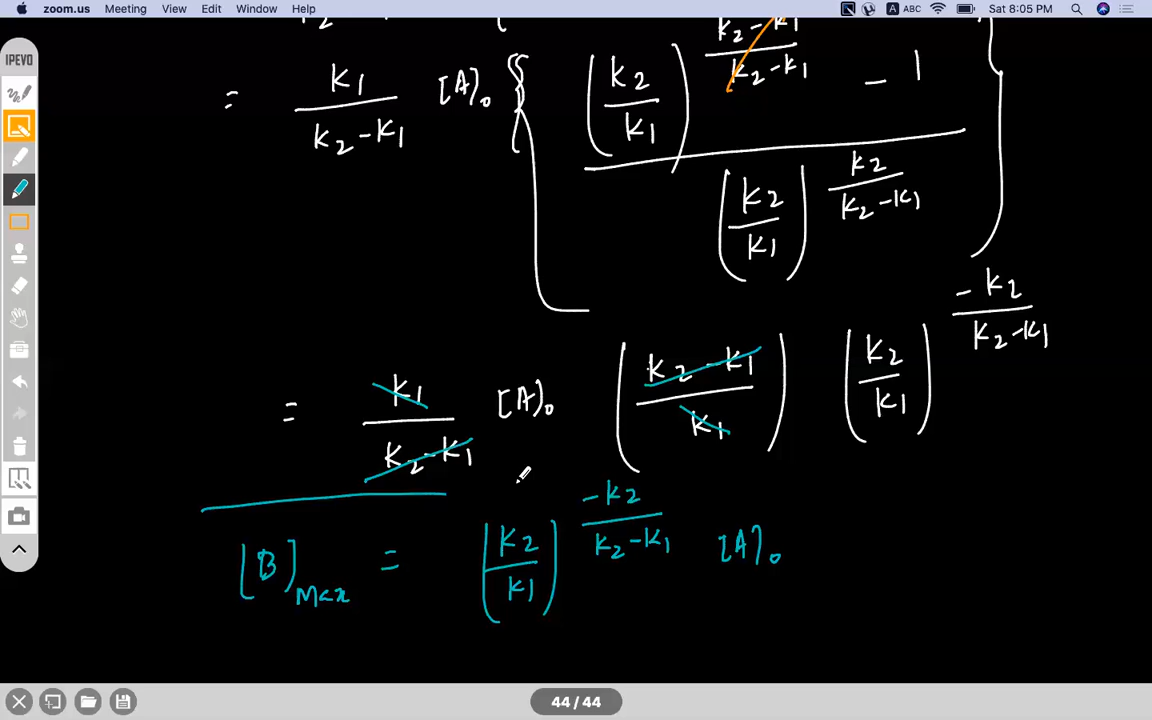 zoom.us Meeting View Edit Window Help ABC Sat 8:05 PM
IPEVO
= K1/(K2-K1) [A]₀ { ((K2/K1)^((K2-K1)/(K2-K1)) - 1) / (K2/K1)^(K2/(K2-K1)) }
= K1/(K2-K1) [A]₀ ((K2-K1)/K1) (K2/K1)^(-K2/(K2-K1))
[B]Max = (K2/K1)^(-K2/(K2-K1)) [A]₀
44 / 44